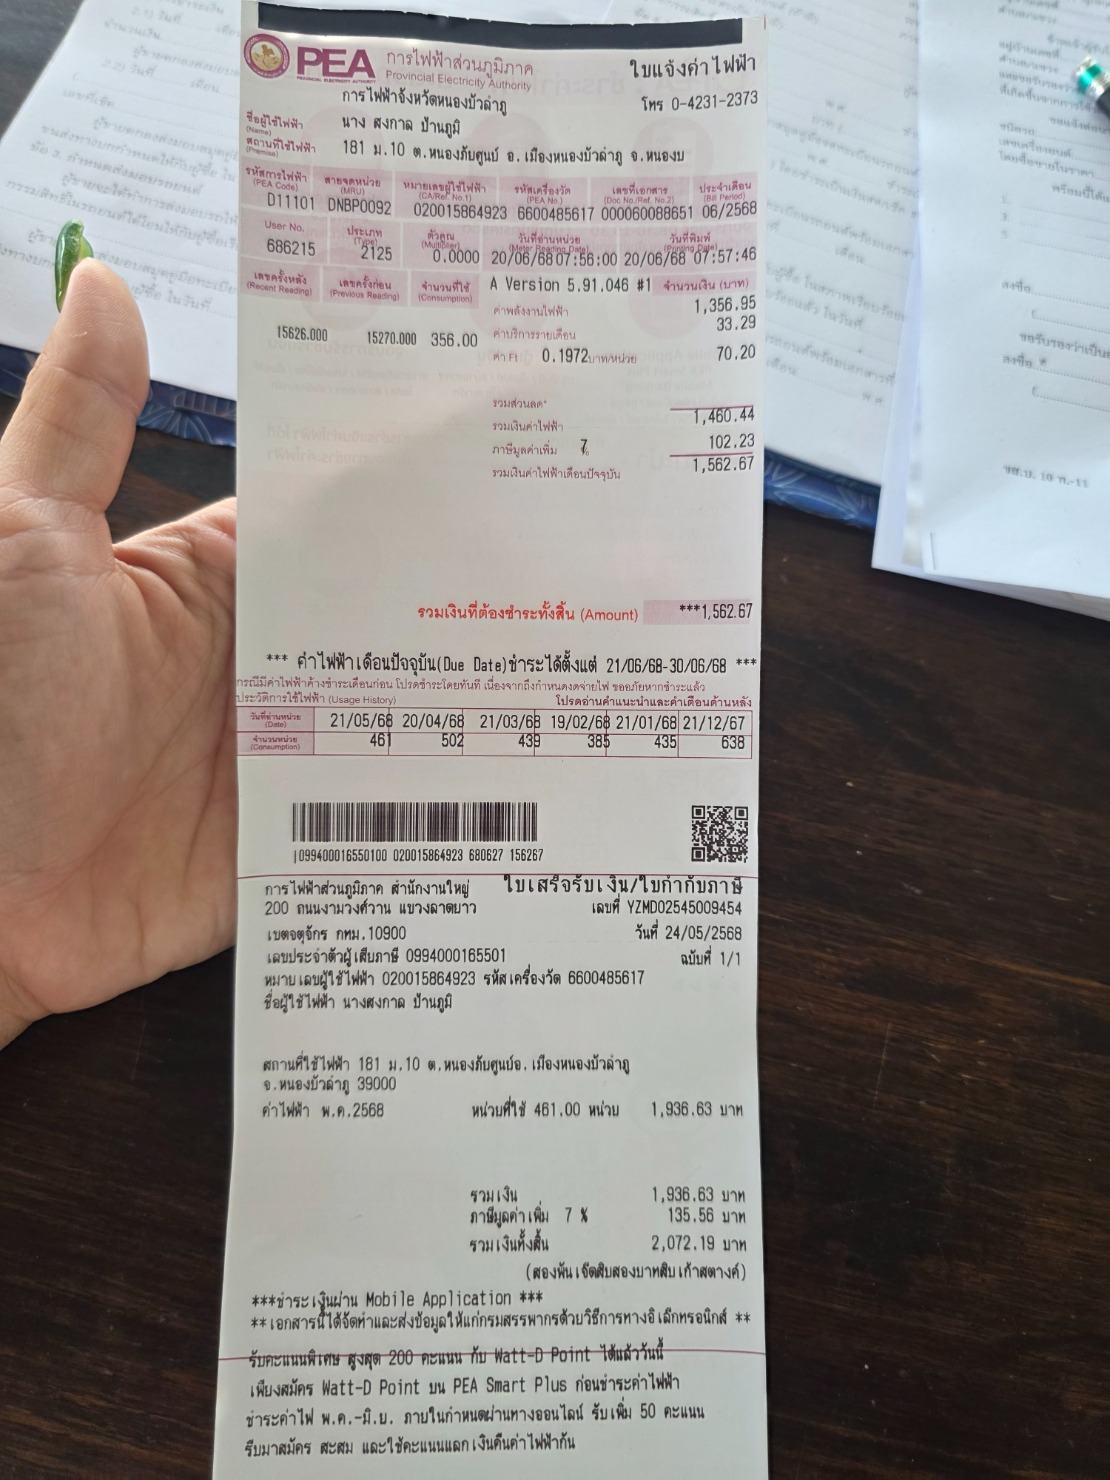 PEA การไฟฟ้าส่วนภูมิภาค ใบแจ้งค่าไฟฟ้า
PROVINCIAL ELECTRICITY AUTHORITY Provincial Electricity Authority
การไฟฟ้าจังหวัดหนองบัวลำภู โทร 0-4231-2373
ชื่อผู้ใช้ไฟฟ้า (Name) นาง สงกาล ป้านภูมิ
สถานที่ใช้ไฟฟ้า (Premise) 181 ม.10 ต.หนองภัยศูนย์ อ.เมืองหนองบัวลำภู จ.หนองบ
รหัสการไฟฟ้า สายจดหน่วย หมายเลขผู้ใช้ไฟฟ้า รหัสเครื่องวัด เลขที่เอกสาร ประจำเดือน
(PEA Code) (MRU) (CA/Ref. No.1) (PEA No.) (Doc No./Ref. No.2) (Bill Period)
D11101 DNBP0092 020015864923 6600485617 000060088651 06/2568
User No. ประเภท ตัวคูณ วันที่อ่านหน่วย วันที่พิมพ์
(Type) (Multiplier) (Meter Reading Date) (Printing Date)
686215 2125 0.0000 20/06/68 07:56:00 20/06/68 07:57:46
เลขครั้งหลัง เลขครั้งก่อน จำนวนที่ใช้ A Version 5.91.046 #1 จำนวนเงิน (บาท)
(Recent Reading) (Previous Reading) (Consumption)
ค่าพลังงานไฟฟ้า 1,356.95
15626.000 15270.000 356.00 ค่าบริการรายเดือน 33.29
ค่า Ft 0.1972 บาท/หน่วย 70.20
รวมส่วนลด*
รวมเงินค่าไฟฟ้า 1,460.44
ภาษีมูลค่าเพิ่ม 7 % 102.23
รวมเงินค่าไฟฟ้าเดือนปัจจุบัน 1,562.67
รวมเงินที่ต้องชำระทั้งสิ้น (Amount) ***1,562.67
*** ค่าไฟฟ้าเดือนปัจจุบัน(Due Date)ชำระได้ตั้งแต่ 21/06/68-30/06/68 ***
กรณีมีค่าไฟฟ้าค้างชำระเดือนก่อน โปรดชำระโดยทันที เนื่องจากถึงกำหนดงดจ่ายไฟ ขออภัยหากชำระแล้ว
ประวัติการใช้ไฟฟ้า (Usage History) โปรดอ่านคำแนะนำและคำเตือนด้านหลัง
วันที่อ่านหน่วย (Date) 21/05/68 20/04/68 21/03/68 19/02/68 21/01/68 21/12/67
จำนวนหน่วย (Consumption) 461 502 439 385 435 638
|099400016550100 020015864923 680627 156267
การไฟฟ้าส่วนภูมิภาค สำนักงานใหญ่ ใบเสร็จรับเงิน/ใบกำกับภาษี
200 ถนนงามวงศ์วาน แขวงลาดยาว เลขที่ YZMD02545009454
เขตจตุจักร กทม.10900 วันที่ 24/05/2568
เลขประจำตัวผู้เสียภาษี 0994000165501 ฉบับที่ 1/1
หมายเลขผู้ใช้ไฟฟ้า 020015864923 รหัสเครื่องวัด 6600485617
ชื่อผู้ใช้ไฟฟ้า นางสงกาล ป้านภูมิ
สถานที่ใช้ไฟฟ้า 181 ม.10 ต.หนองภัยศูนย์อ.เมืองหนองบัวลำภู
จ.หนองบัวลำภู 39000
ค่าไฟฟ้า พ.ค.2568 หน่วยที่ใช้ 461.00 หน่วย 1,936.63 บาท
รวมเงิน 1,936.63 บาท
ภาษีมูลค่าเพิ่ม 7 % 135.56 บาท
รวมเงินทั้งสิ้น 2,072.19 บาท
(สองพันเจ็ดสิบสองบาทสิบเก้าสตางค์)
***ชำระเงินผ่าน Mobile Application ***
**เอกสารนี้ได้จัดทำและส่งข้อมูลให้แก่กรมสรรพากรด้วยวิธีการทางอิเล็กทรอนิกส์ **
รับคะแนนพิเศษ สูงสุด 200 คะแนน กับ Watt-D Point ได้แล้ววันนี้
เพียงสมัคร Watt-D Point บน PEA Smart Plus ก่อนชำระค่าไฟฟ้า
ชำระค่าไฟ พ.ค.-มิ.ย. ภายในกำหนดผ่านทางออนไลน์ รับเพิ่ม 50 คะแนน
รีบมาสมัคร สะสม และใช้คะแนนแลกเงินคืนค่าไฟฟ้ากัน